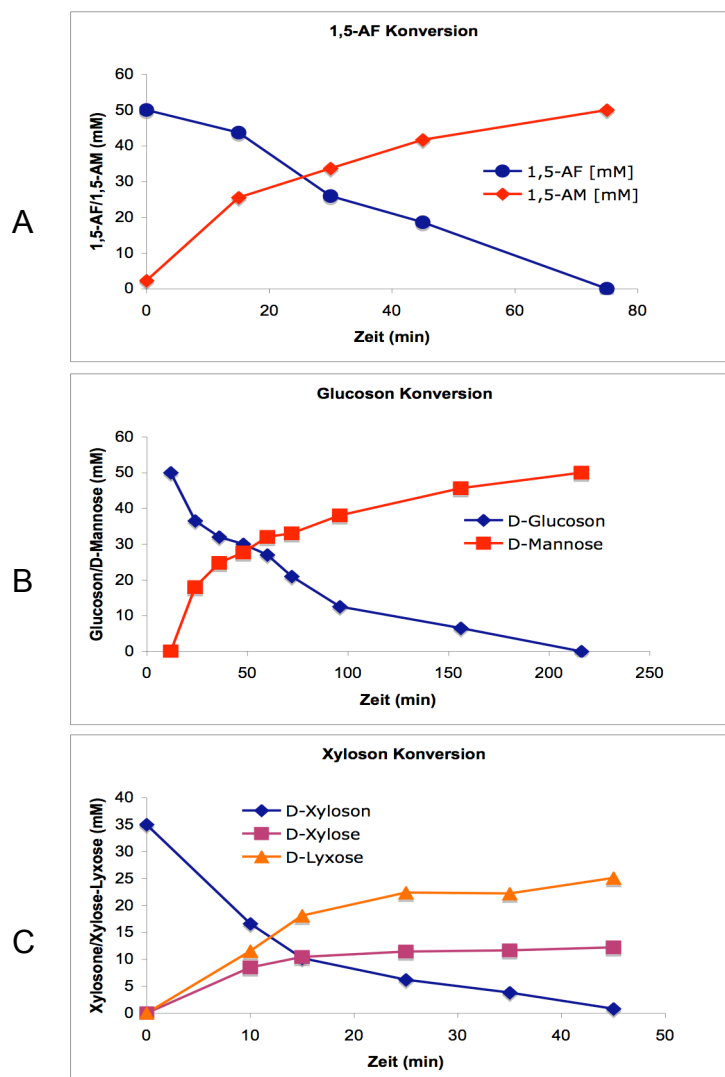 A
1,5-AF Konversion
1,5-AF/1,5-AM (mM)
60
50
40
30
20
10
0
1,5-AF [mM]
1,5-AM [mM]
0 20 40 60 80
Zeit (min)
B
Glucoson Konversion
Glucoson/D-Mannose (mM)
60
50
40
30
20
10
0
D-Glucoson
D-Mannose
0 50 100 150 200 250
Zeit (min)
C
Xyloson Konversion
Xylosone/Xylose-Lyxose (mM)
40
35
30
25
20
15
10
5
0
D-Xyloson
D-Xylose
D-Lyxose
0 10 20 30 40 50
Zeit (min)